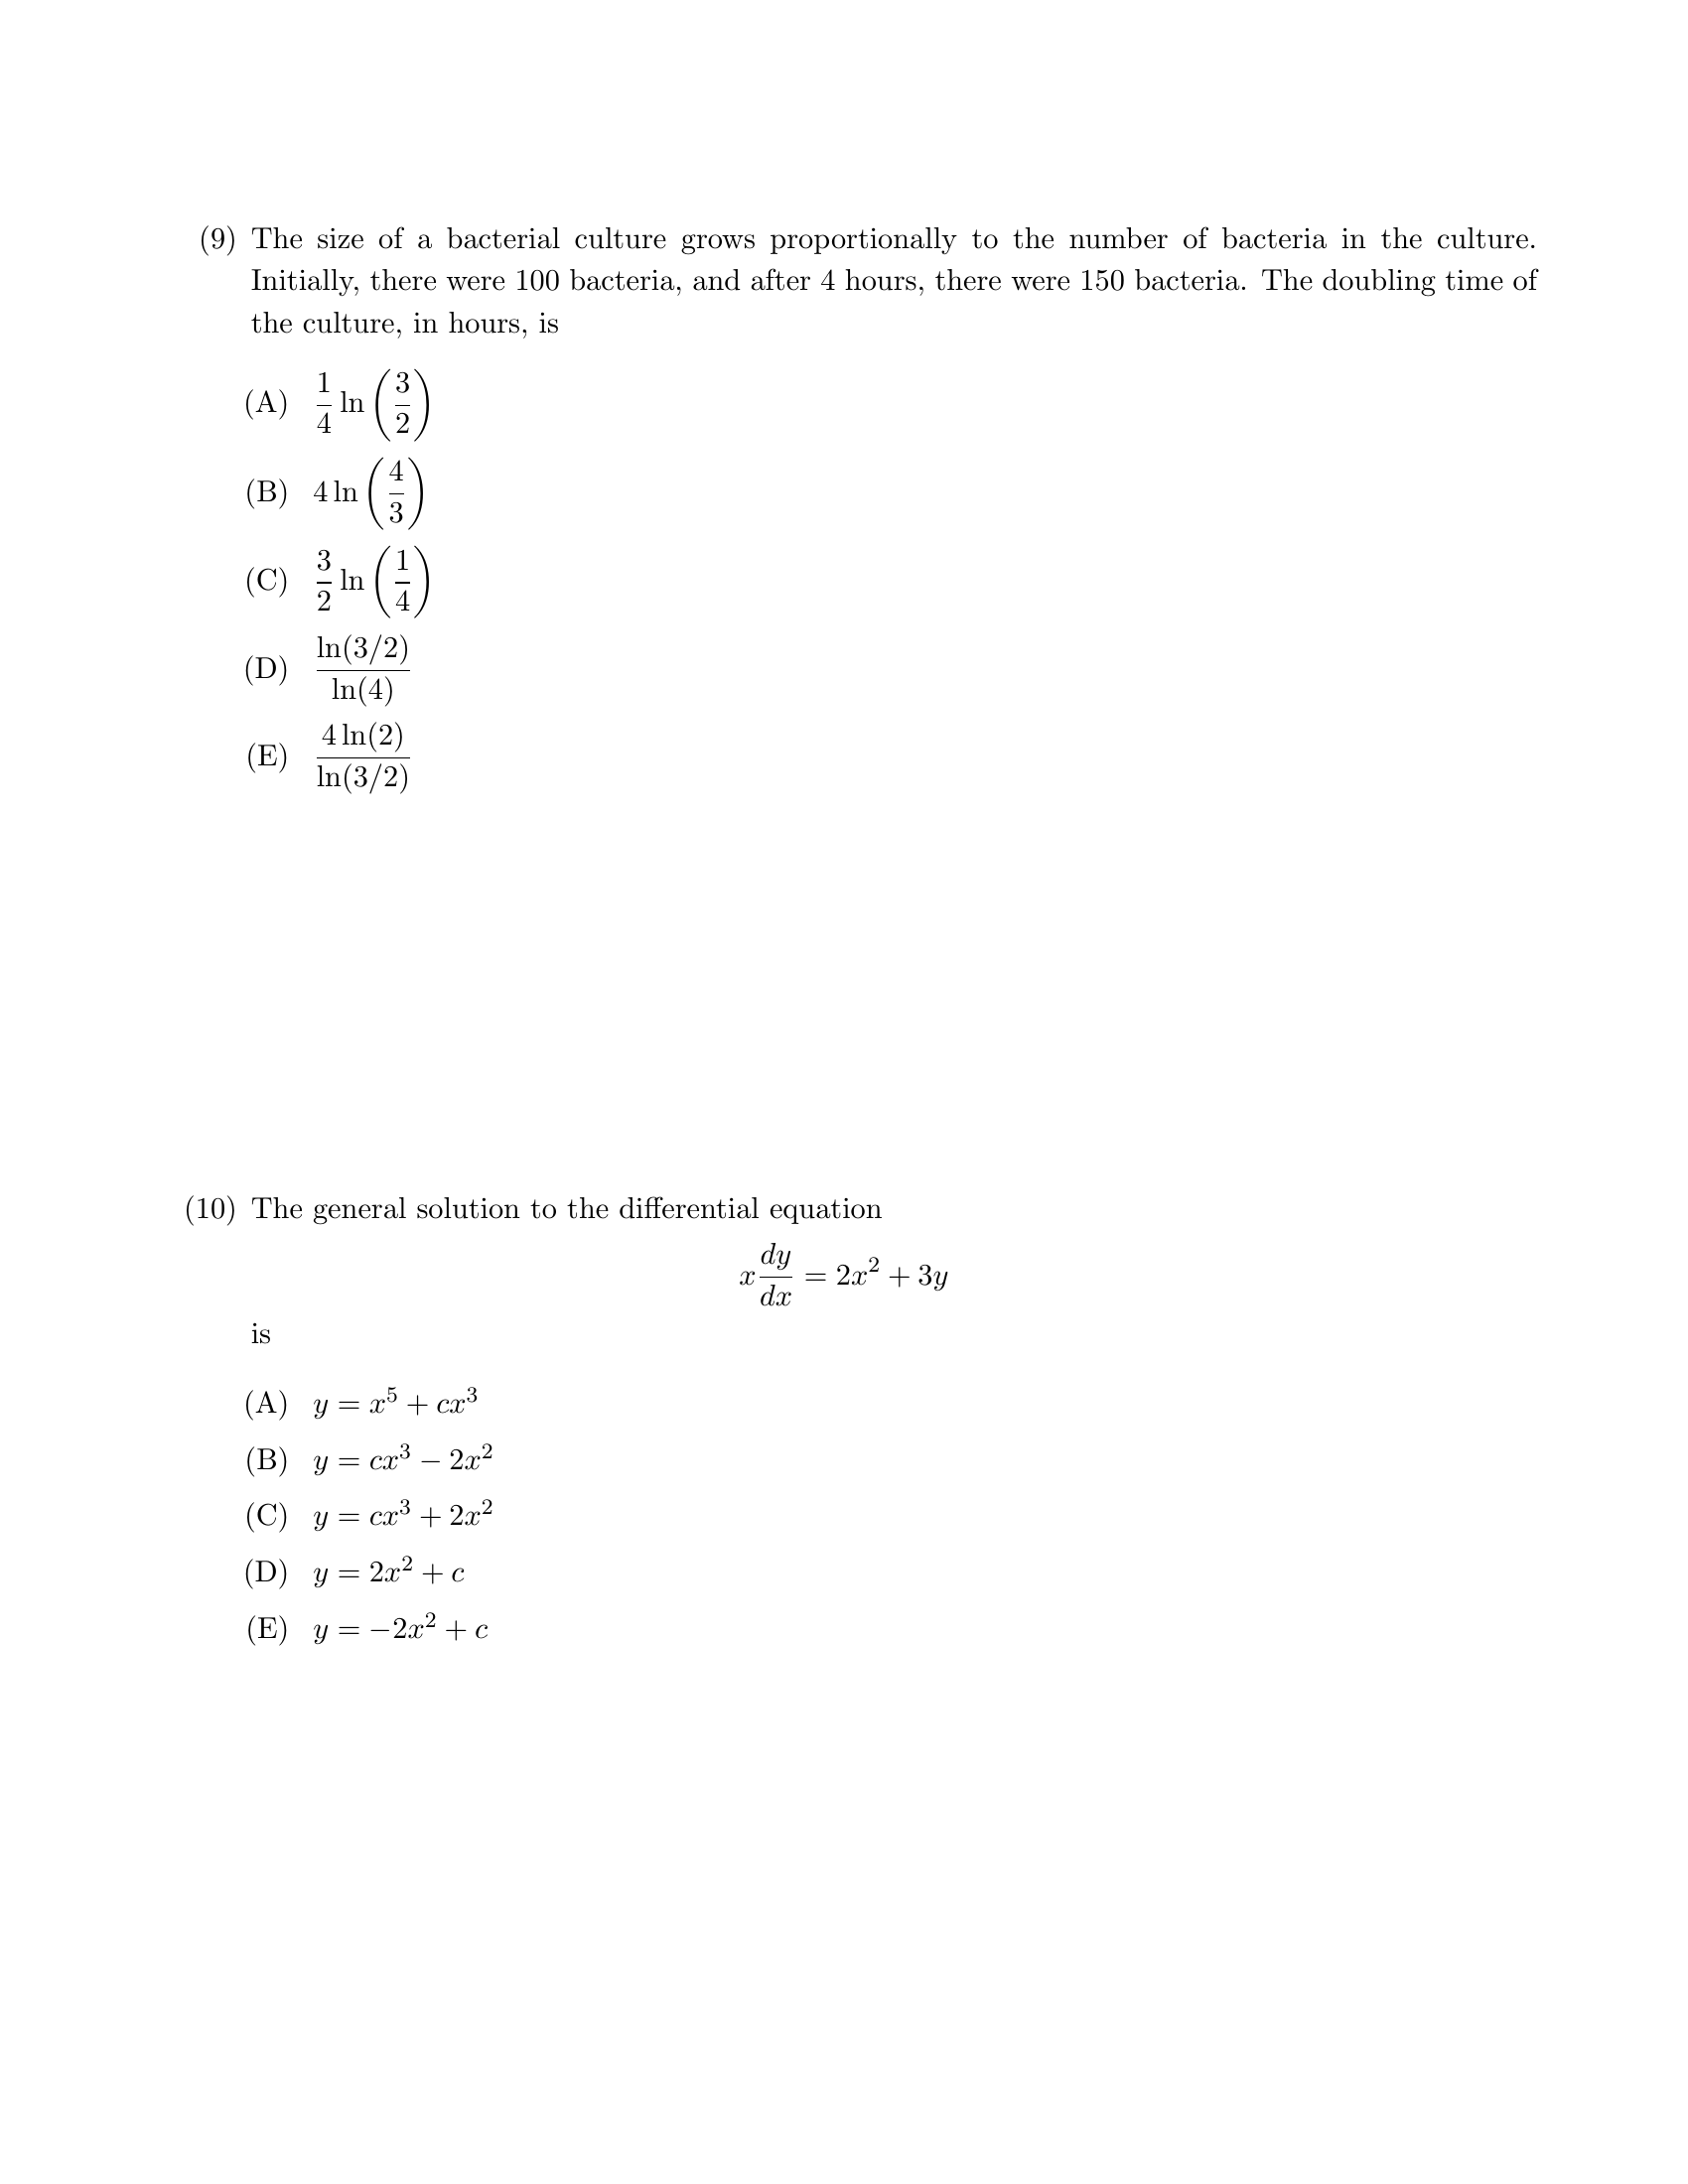 (9) The size of a bacterial culture grows proportionally to the number of bacteria in the culture.
Initially, there were 100 bacteria, and after 4 hours, there were 150 bacteria. The doubling time of
the culture, in hours, is
(A) $\frac{1}{4} \ln \left( \frac{3}{2} \right)$
(B) $4 \ln \left( \frac{4}{3} \right)$
(C) $\frac{3}{2} \ln \left( \frac{1}{4} \right)$
(D) $\frac{\ln(3/2)}{\ln(4)}$
(E) $\frac{4 \ln(2)}{\ln(3/2)}$
(10) The general solution to the differential equation
$x \frac{dy}{dx} = 2x^2 + 3y$
is
(A) $y = x^5 + cx^3$
(B) $y = cx^3 - 2x^2$
(C) $y = cx^3 + 2x^2$
(D) $y = 2x^2 + c$
(E) $y = -2x^2 + c$